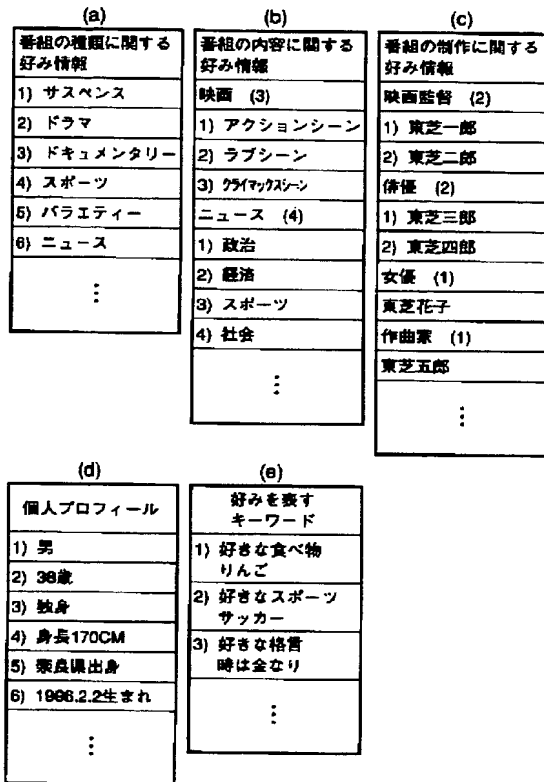 (a)
番組の種類に関する
好み情報
1) サスペンス
2) ドラマ
3) ドキュメンタリー
4) スポーツ
5) バラエティー
6) ニュース
⋮
(b)
番組の内容に関する
好み情報
映画 (3)
1) アクションシーン
2) ラブシーン
3) クライマックスシーン
ニュース (4)
1) 政治
2) 経済
3) スポーツ
4) 社会
⋮
(c)
番組の制作に関する
好み情報
映画監督 (2)
1) 東芝一郎
2) 東芝二郎
俳優 (2)
1) 東芝三郎
2) 東芝四郎
女優 (1)
東芝花子
作曲家 (1)
東芝五郎
⋮
(d)
個人プロフィール
1) 男
2) 38歳
3) 独身
4) 身長170CM
5) 奈良県出身
6) 1996.2.2生まれ
⋮
(e)
好みを表す
キーワード
1) 好きな食べ物
りんご
2) 好きなスポーツ
サッカー
3) 好きな格言
時は金なり
⋮